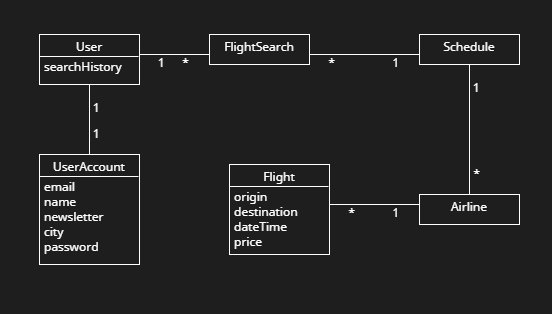 User
searchHistory
FlightSearch
Schedule
1
*
*
1
1
1
1
*
UserAccount
email
name
newsletter
city
password
Flight
origin
destination
dateTime
price
*
1
Airline